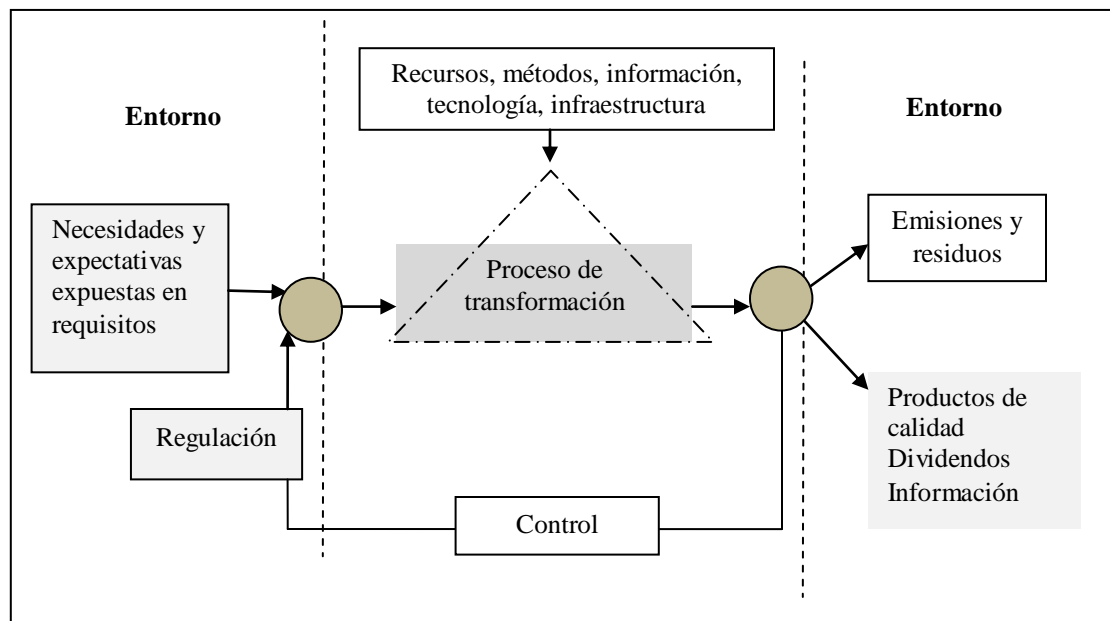 Recursos, métodos, información,
tecnología, infraestructura
Entorno
Entorno
Necesidades y
expectativas
expuestas en
requisitos
Proceso de
transformación
Emisiones y
residuos
Regulación
Productos de
calidad
Dividendos
Información
Control